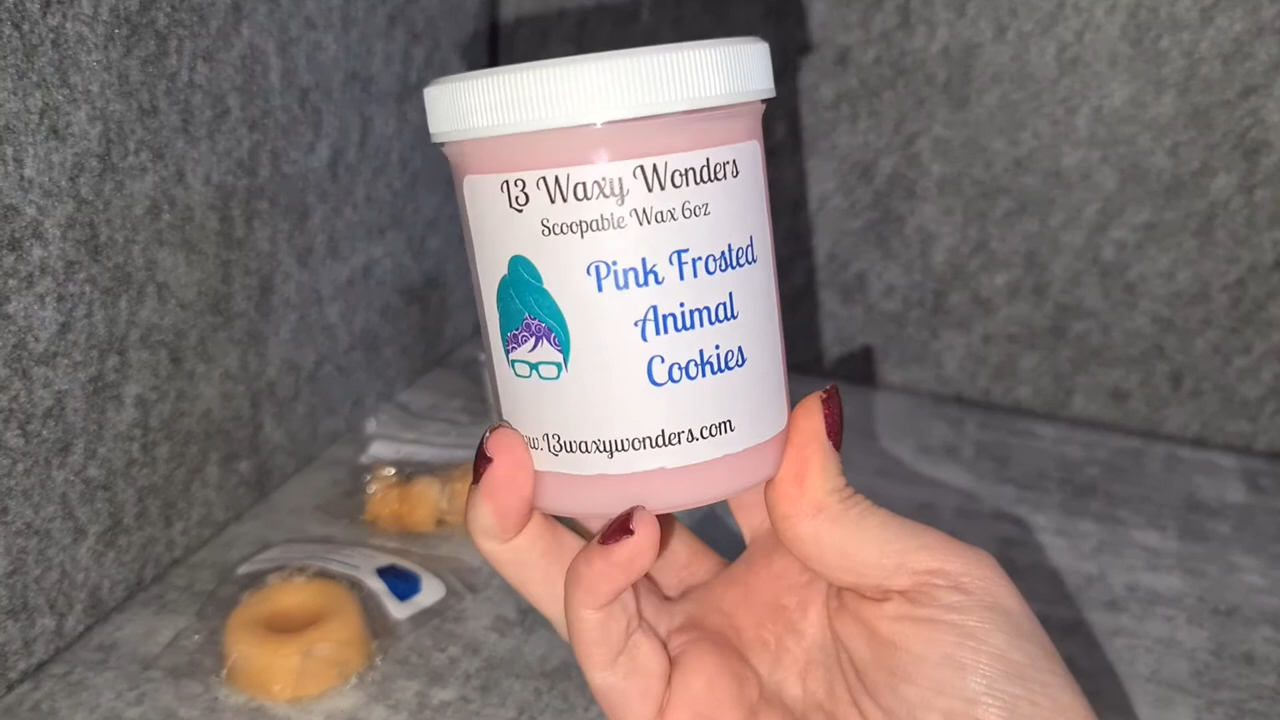 L3 Waxy Wonders
Scoopable Wax 6oz
Pink Frosted
Animal
Cookies
w.L3waxywonders.com